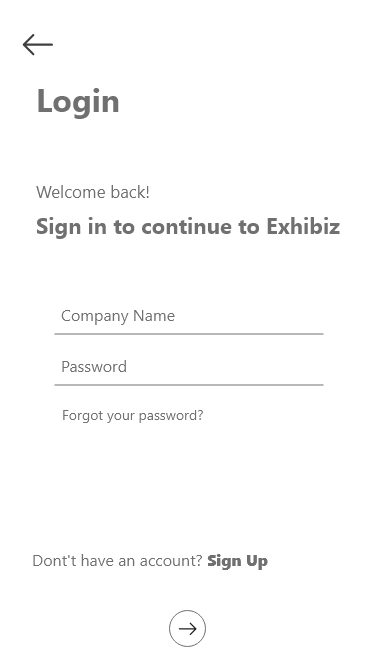 Login
Welcome back!
Sign in to continue to Exhibiz
Company Name
Password
Forgot your password?
Dont't have an account? Sign Up